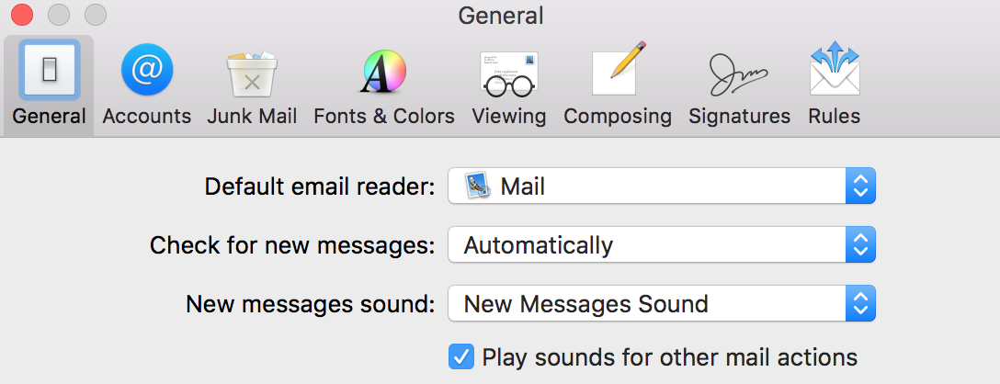 General
General Accounts Junk Mail Fonts & Colors Viewing Composing Signatures Rules
Default email reader: Mail
Check for new messages: Automatically
New messages sound: New Messages Sound
Play sounds for other mail actions